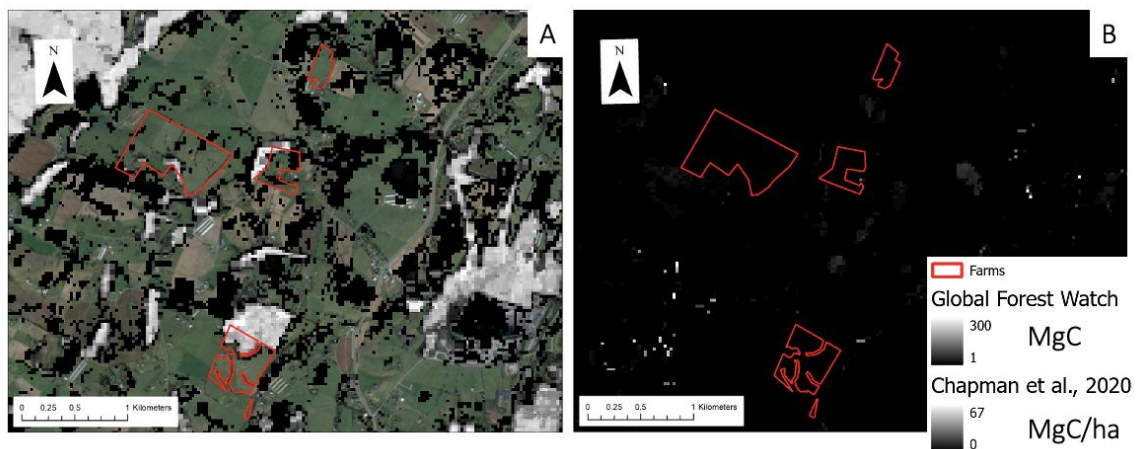 A
N
0 0.25 0.5 1 Kilometers
B
N
0 0.25 0.5 1 Kilometers
Farms
Global Forest Watch
300
MgC
1
Chapman et al., 2020
67
MgC/ha
0